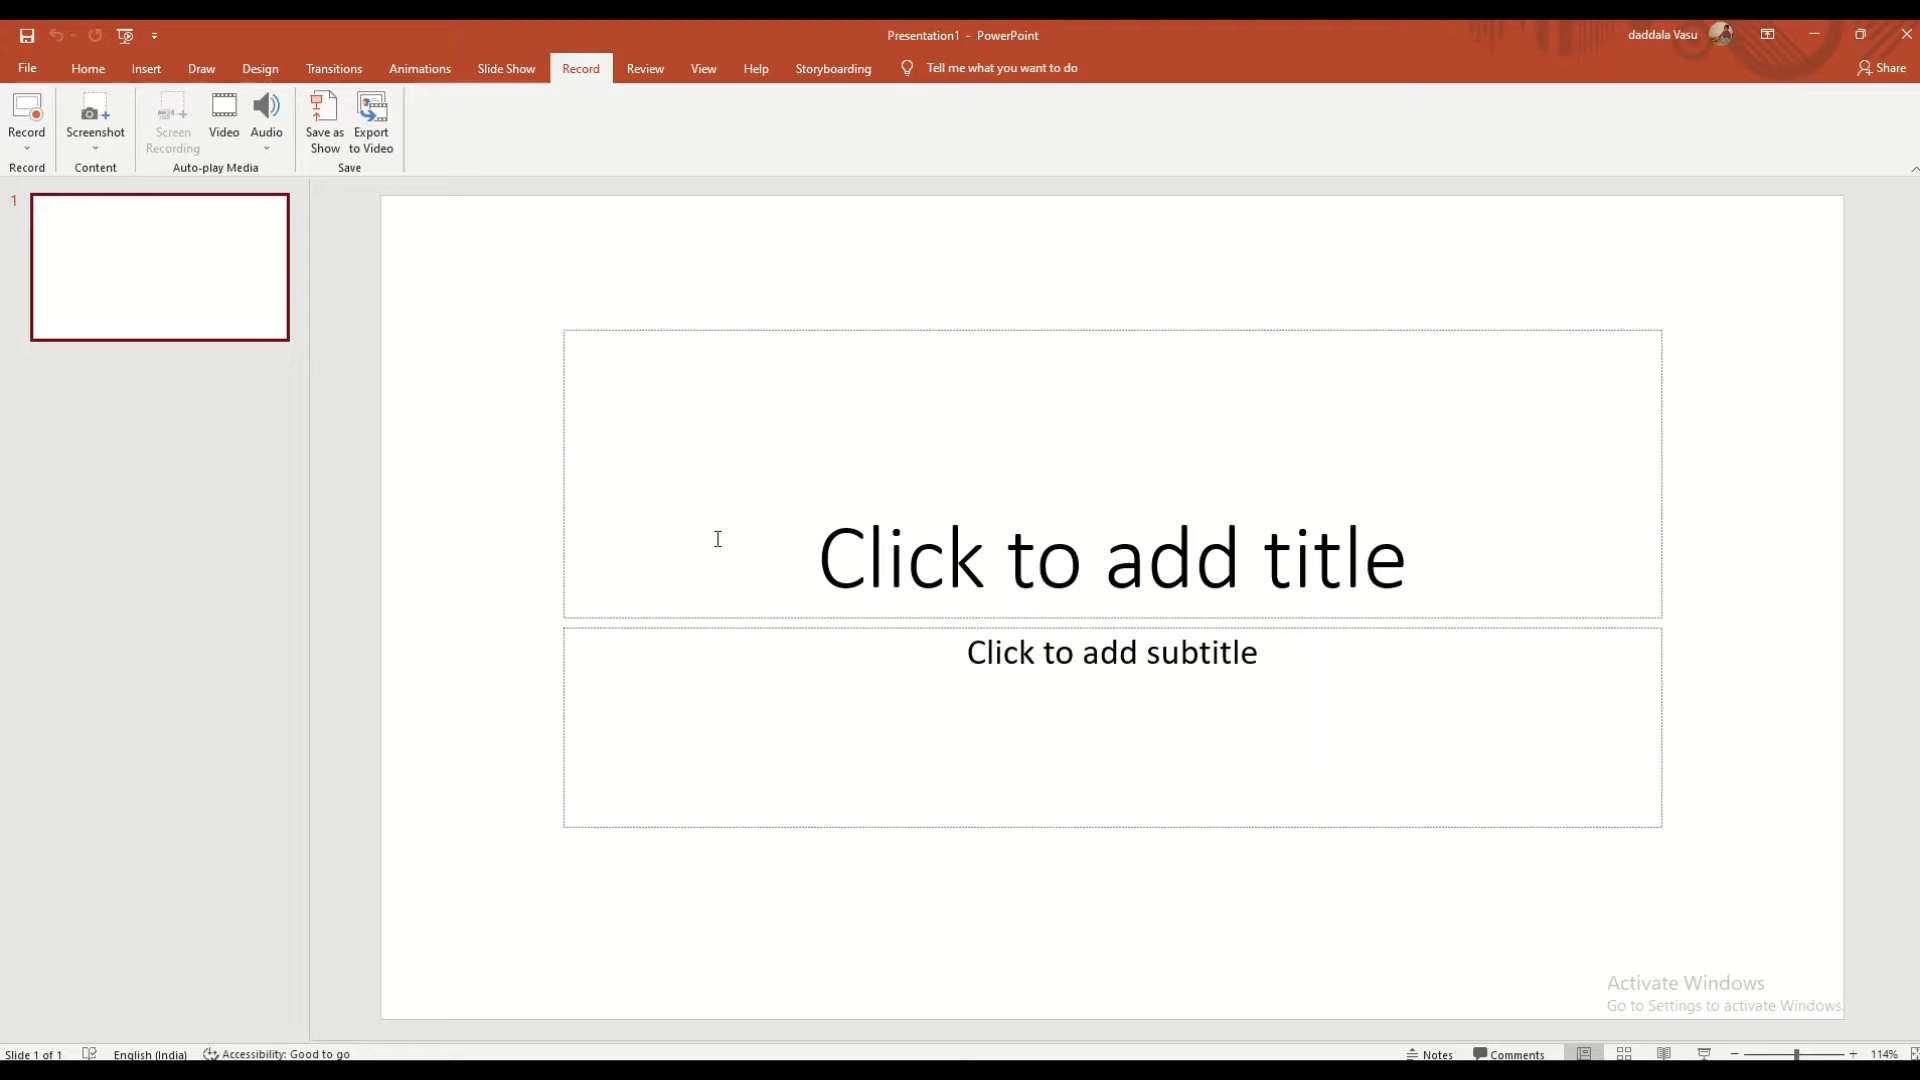 Presentation1 - PowerPoint
daddala Vasu
File Home Insert Draw Design Transitions Animations Slide Show Record Review View Help Storyboarding Tell me what you want to do Share
Record
Screenshot
Screen
Recording
Video
Audio
Save as
Show
Export
to Video
Record Content Auto-play Media Save
1
Click to add title
Click to add subtitle
Activate Windows
Go to Settings to activate Windows.
Slide 1 of 1 English (India) Accessibility: Good to go Notes Comments 114%